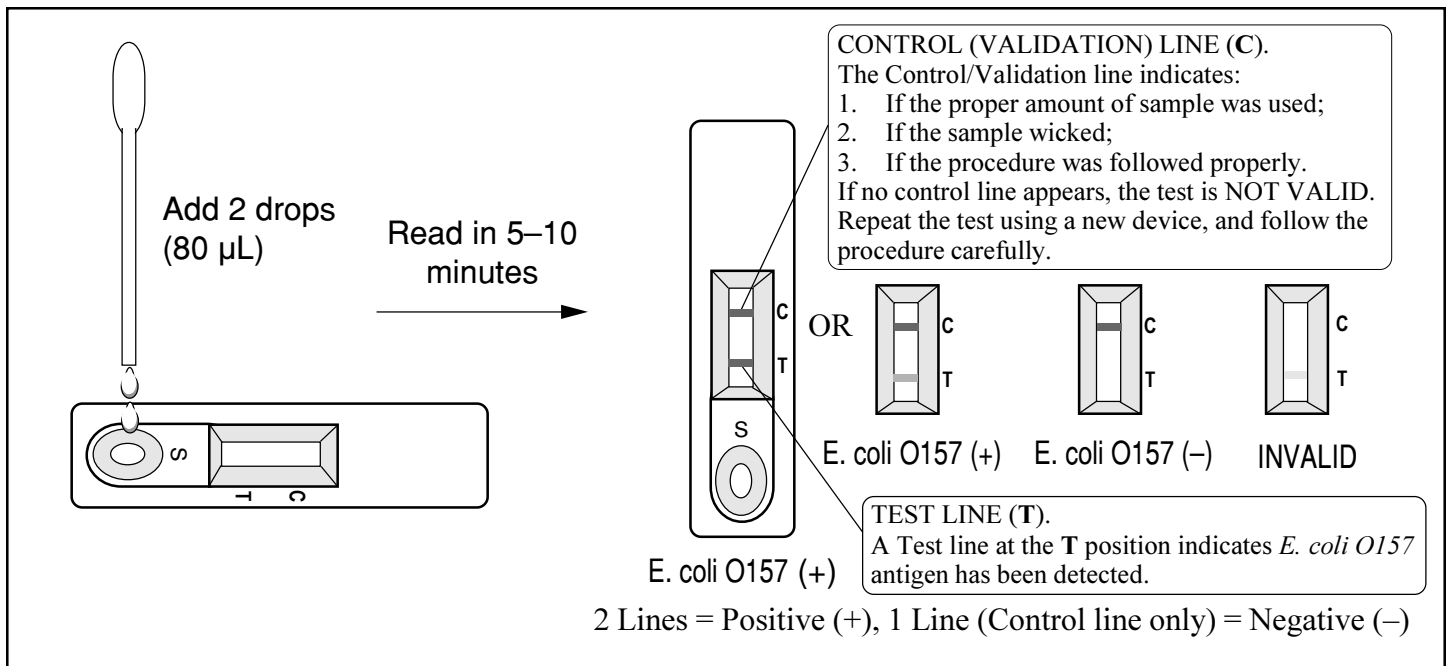 Add 2 drops
(80 µL)
S
T
C
Read in 5–10
minutes
CONTROL (VALIDATION) LINE (C).
The Control/Validation line indicates:
1. If the proper amount of sample was used;
2. If the sample wicked;
3. If the procedure was followed properly.
If no control line appears, the test is NOT VALID.
Repeat the test using a new device, and follow the
procedure carefully.
C
T
S
E. coli O157 (+)
OR
C
T
E. coli O157 (+)
C
T
E. coli O157 (–)
C
T
INVALID
TEST LINE (T).
A Test line at the T position indicates E. coli O157
antigen has been detected.
2 Lines = Positive (+), 1 Line (Control line only) = Negative (–)